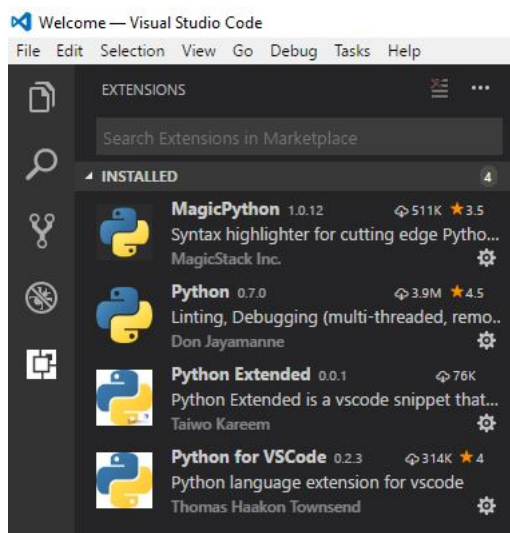 Welcome — Visual Studio Code
File Edit Selection View Go Debug Tasks Help
EXTENSIONS
Search Extensions in Marketplace
INSTALLED 4
MagicPython 1.0.12 511K 3.5
Syntax highlighter for cutting edge Pytho...
MagicStack Inc.
Python 0.7.0 3.9M 4.5
Linting, Debugging (multi-threaded, remo..
Don Jayamanne
Python Extended 0.0.1 76K
Python Extended is a vscode snippet that...
Taiwo Kareem
Python for VSCode 0.2.3 314K 4
Python language extension for vscode
Thomas Haakon Townsend